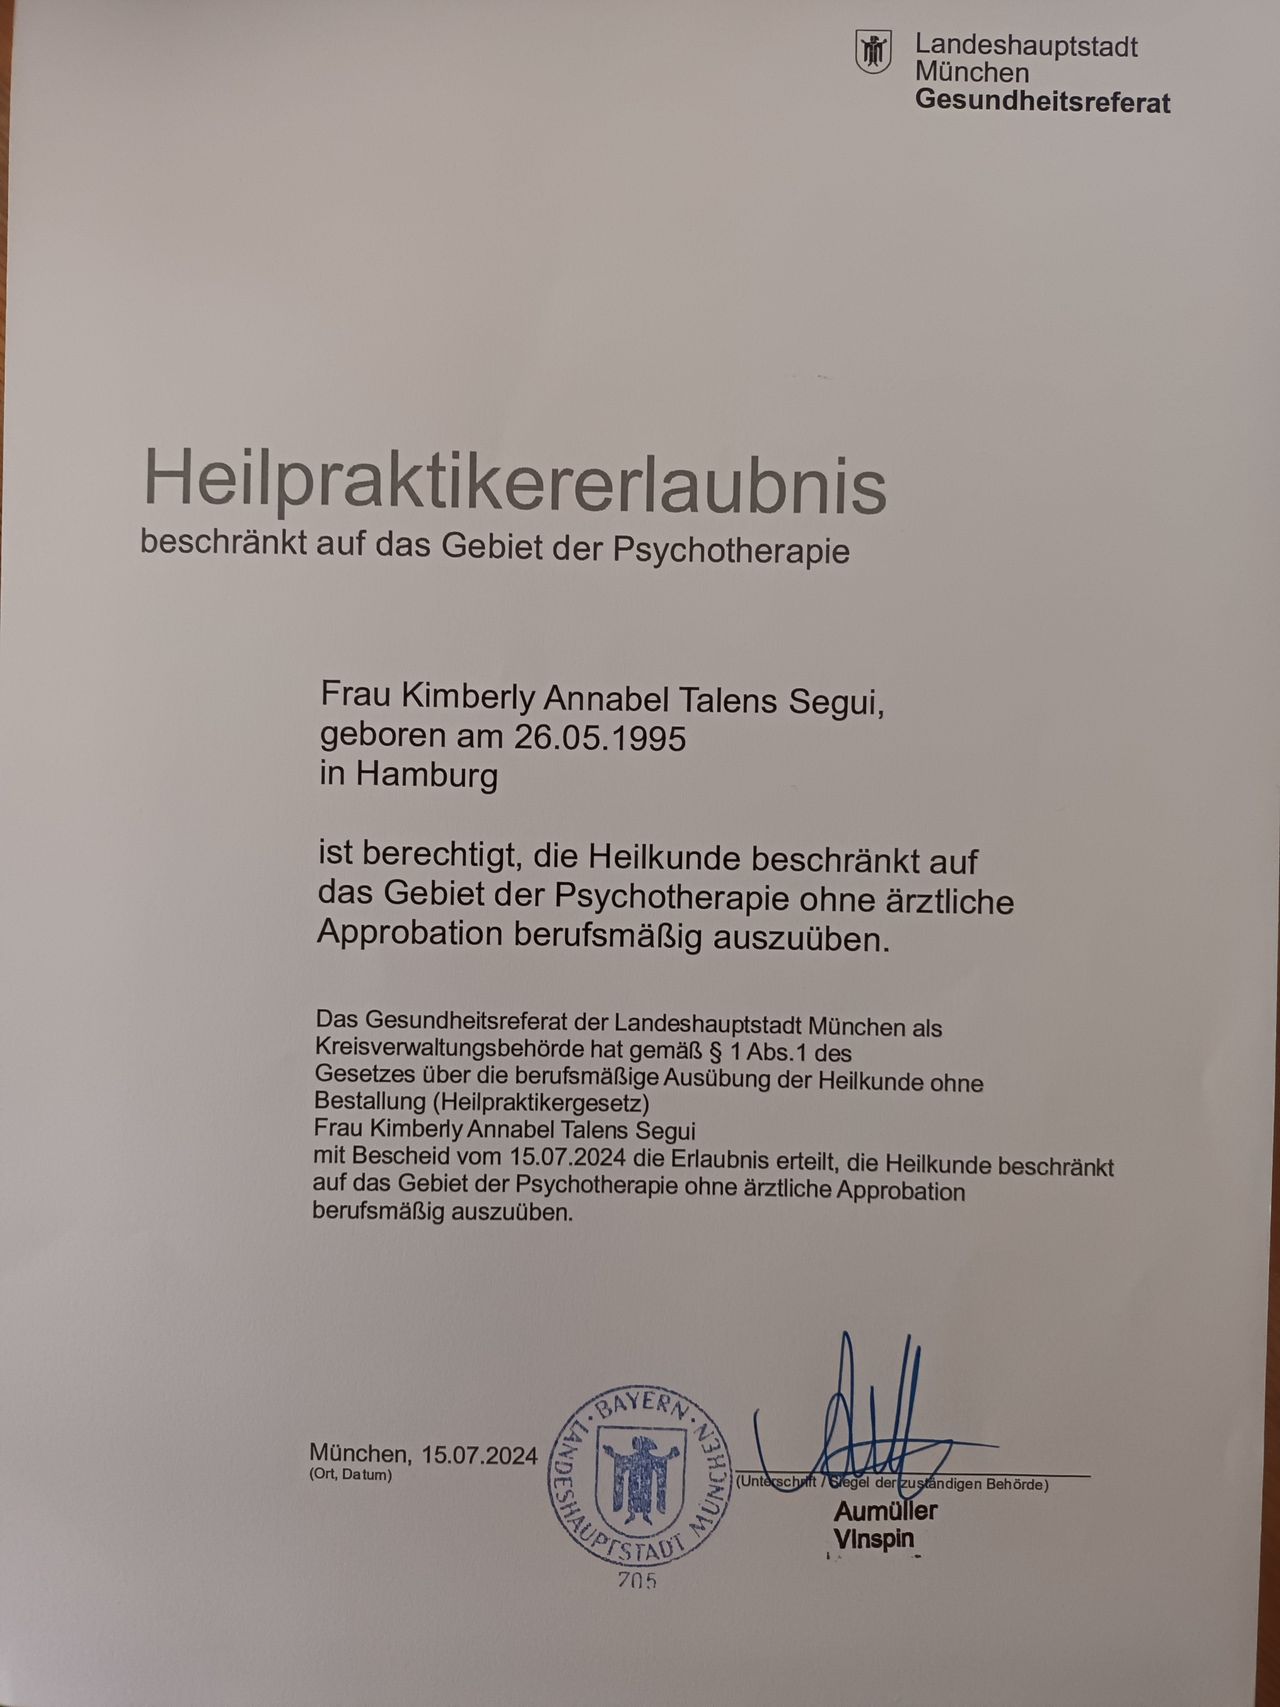 Landeshauptstadt
München
Gesundheitsreferat
Heilpraktikererlaubnis
beschränkt auf das Gebiet der Psychotherapie
Frau Kimberly Annabel Talens Segui,
geboren am 26.05.1995
in Hamburg
ist berechtigt, die Heilkunde beschränkt auf
das Gebiet der Psychotherapie ohne ärztliche
Approbation berufsmäßig auszuüben.
Das Gesundheitsreferat der Landeshauptstadt München als
Kreisverwaltungsbehörde hat gemäß § 1 Abs.1 des
Gesetzes über die berufsmäßige Ausübung der Heilkunde ohne
Bestallung (Heilpraktikergesetz)
Frau Kimberly Annabel Talens Segui
mit Bescheid vom 15.07.2024 die Erlaubnis erteilt, die Heilkunde beschränkt
auf das Gebiet der Psychotherapie ohne ärztliche Approbation
berufsmäßig auszuüben.
München, 15.07.2024
(Ort, Datum)
· BAYERN ·
LANDESHAUPTSTADT MÜNCHEN
705
(Unterschrift / Siegel der zuständigen Behörde)
Aumüller
VInspin